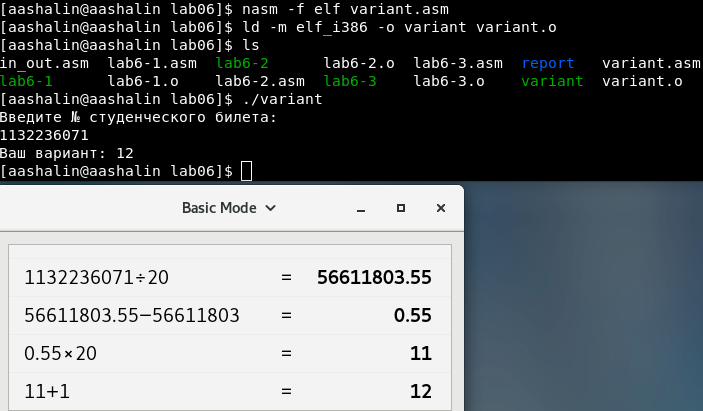 [aashalin@aashalin lab06]$ nasm -f elf variant.asm
[aashalin@aashalin lab06]$ ld -m elf_i386 -o variant variant.o
[aashalin@aashalin lab06]$ ls
in_out.asm  lab6-1.asm  lab6-2      lab6-2.o  lab6-3.asm  report   variant.asm
lab6-1      lab6-1.o    lab6-2.asm  lab6-3    lab6-3.o    variant  variant.o
[aashalin@aashalin lab06]$ ./variant
Введите № студенческого билета:
1132236071
Ваш вариант: 12
[aashalin@aashalin lab06]$
Basic Mode
1132236071÷20 = 56611803.55
56611803.55−56611803 = 0.55
0.55×20 = 11
11+1 = 12